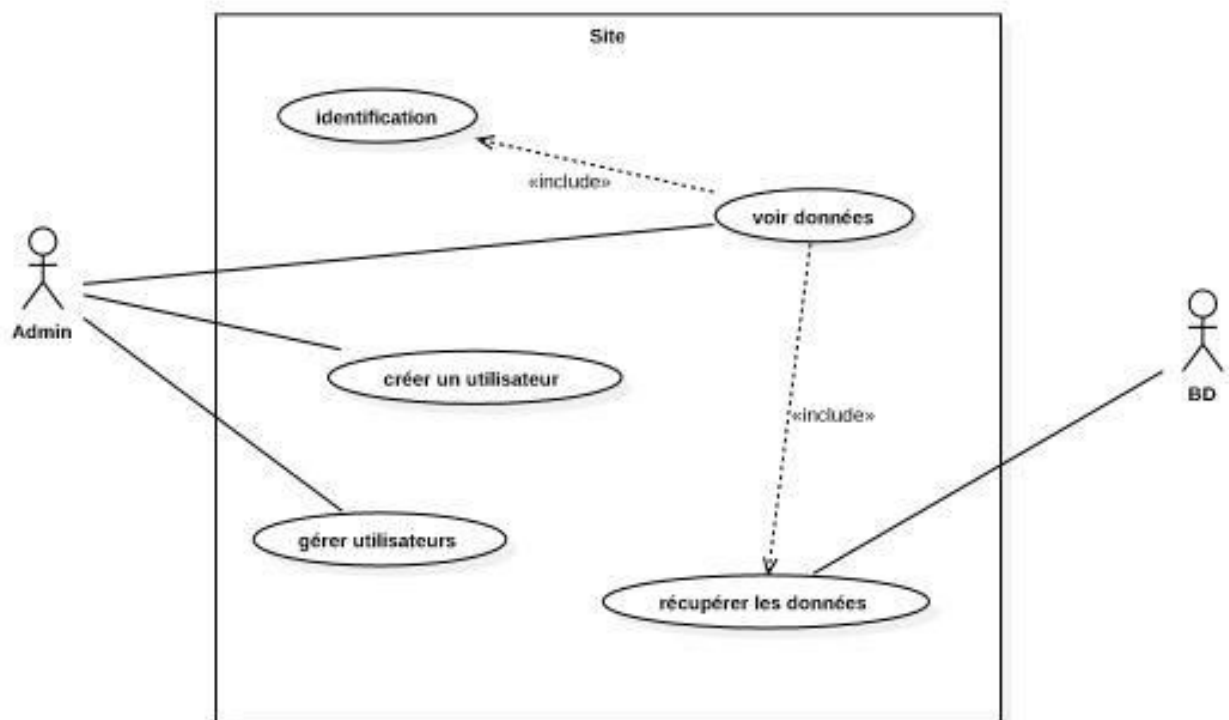 Site
identification
«include»
voir données
Admin
créer un utilisateur
BD
«include»
gérer utilisateurs
récupérer les données